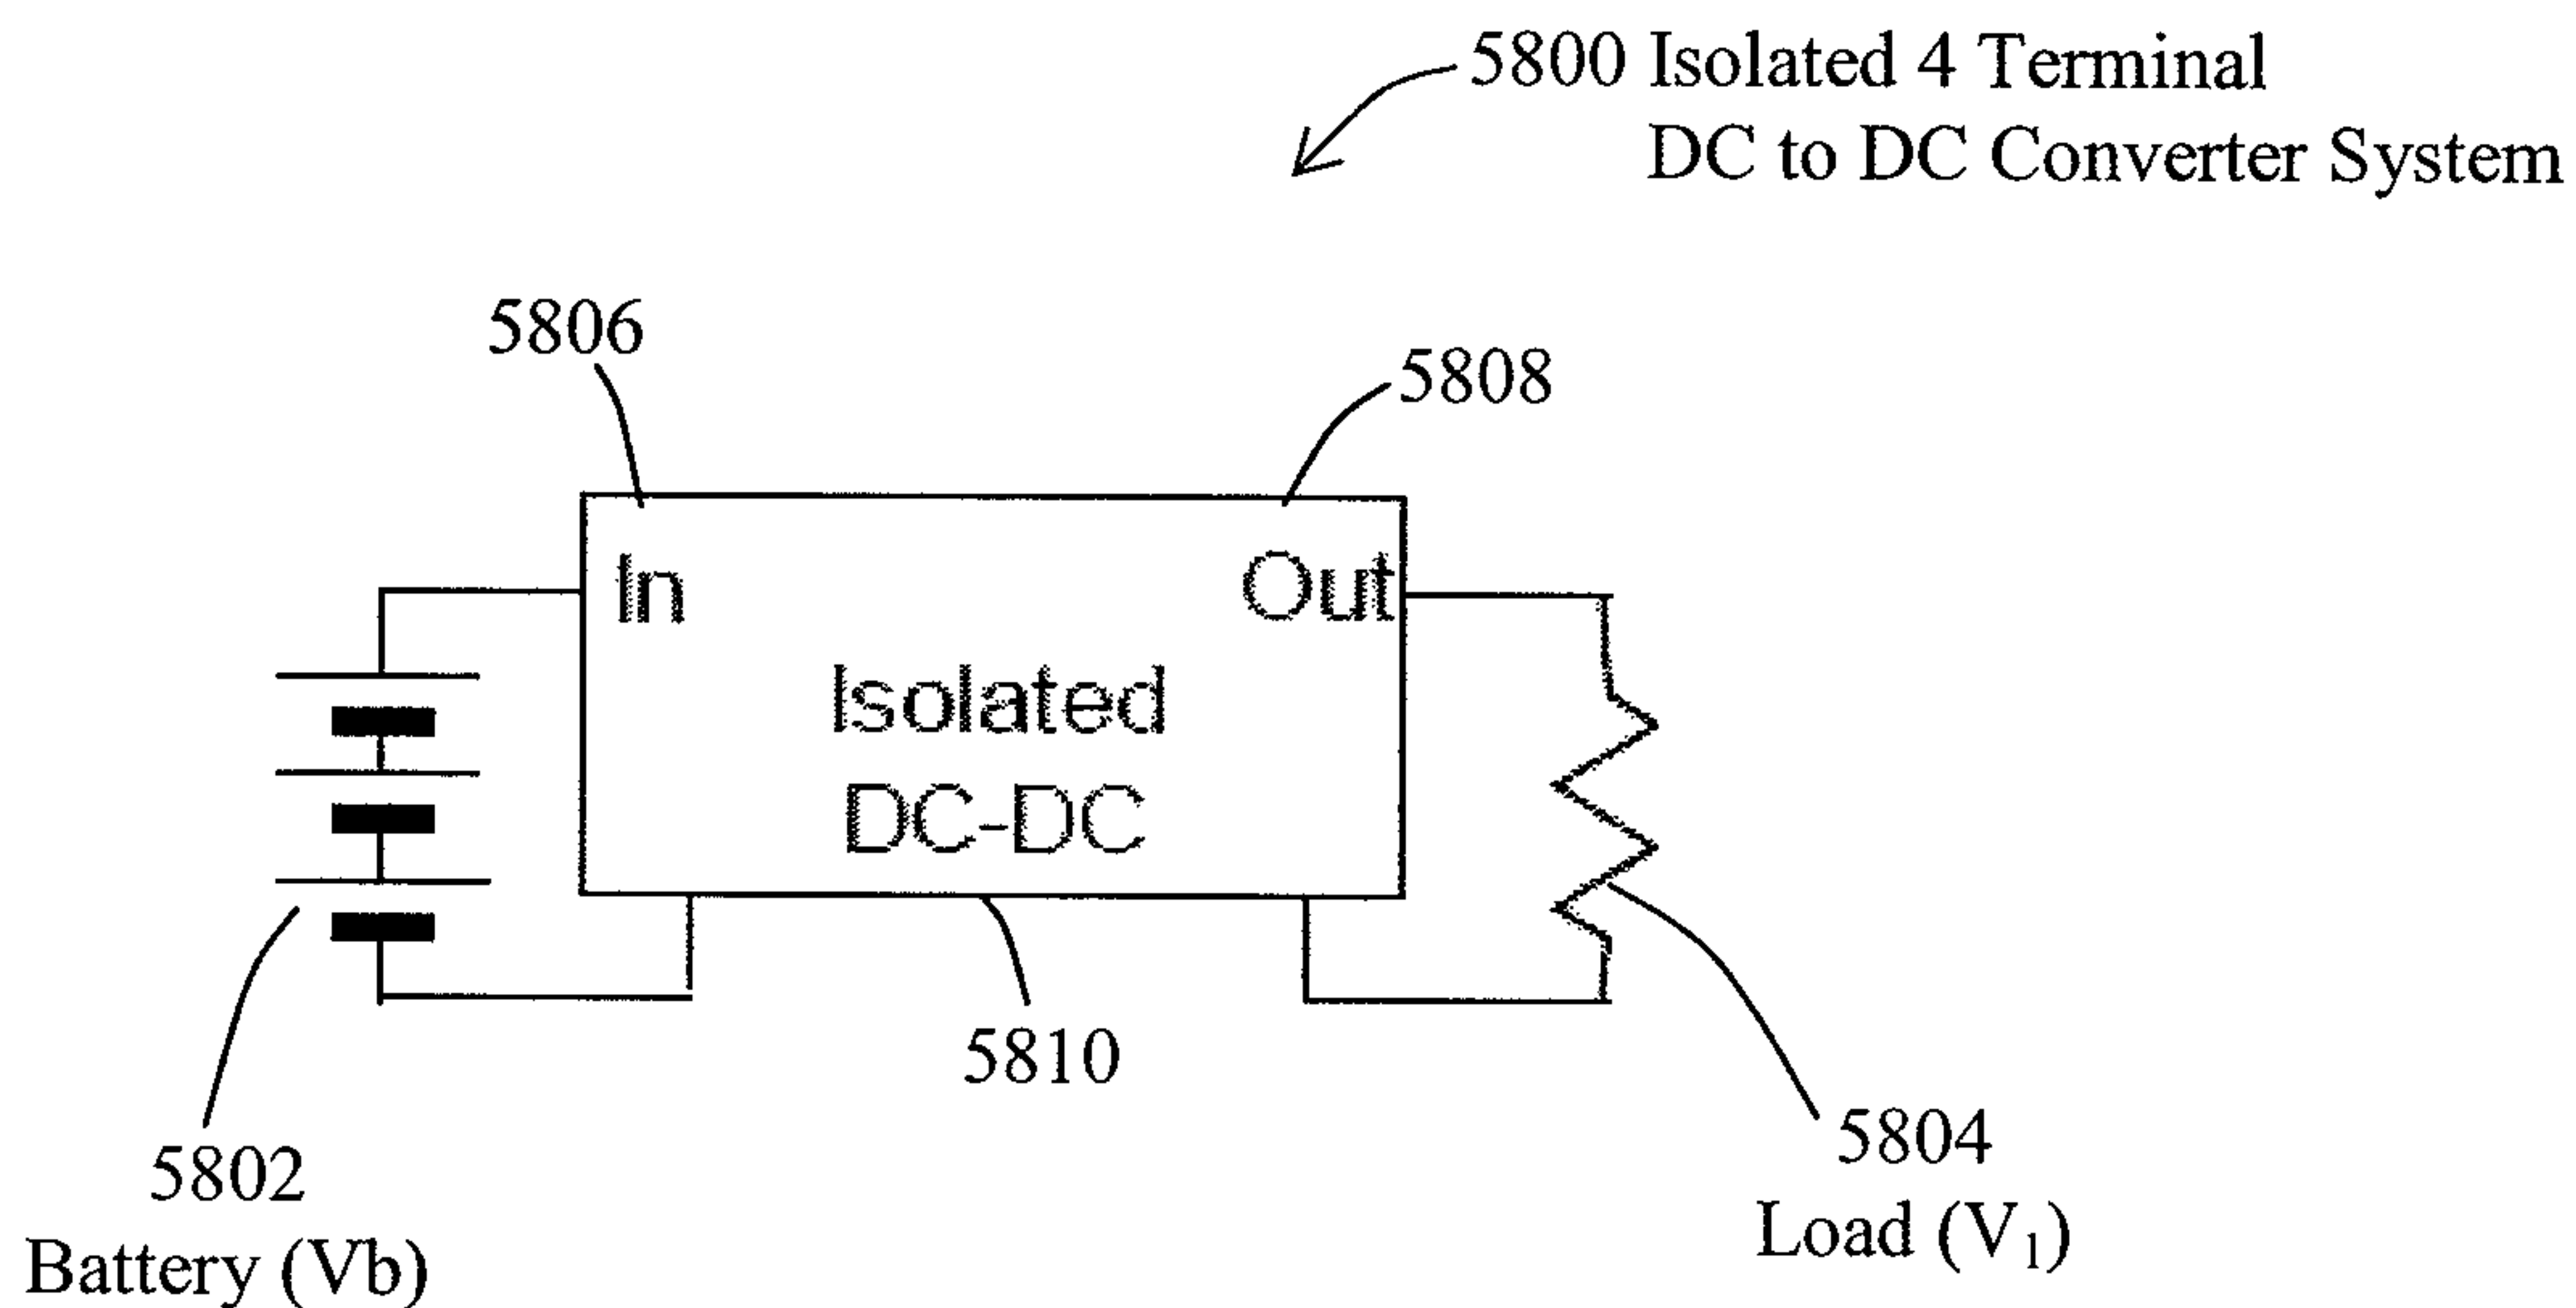 5800 Isolated 4 Terminal
DC to DC Converter System
5806
5808
In
Out
Isolated
DC-DC
5810
5802
Battery (Vb)
5804
Load (V₁)